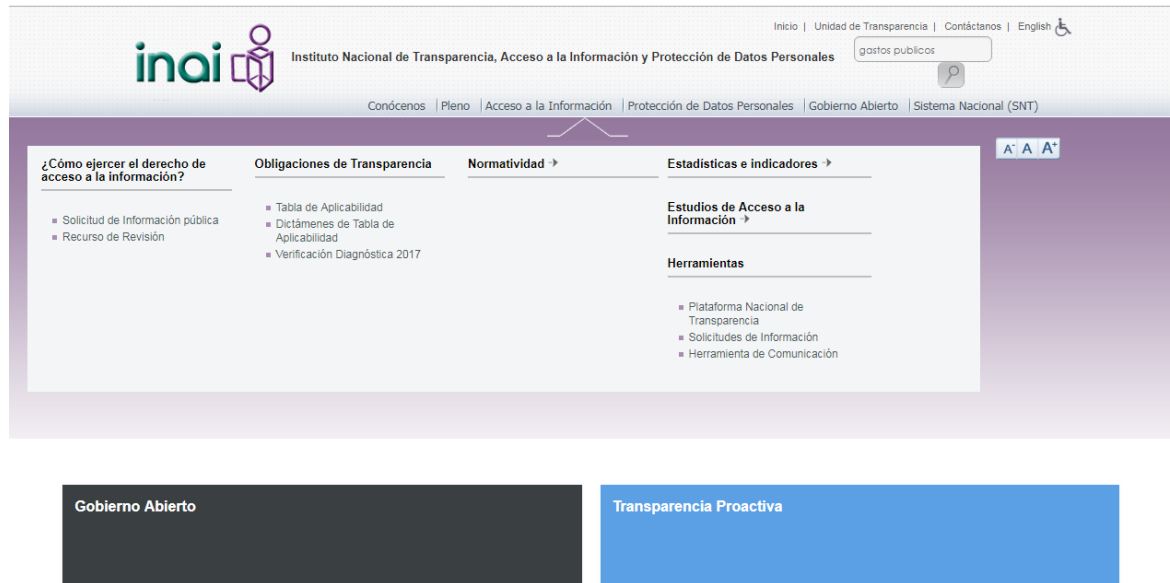 Inicio | Unidad de Transparencia | Contáctanos | English
inai
Instituto Nacional de Transparencia, Acceso a la Información y Protección de Datos Personales
gastos publicos
Conócenos | Pleno | Acceso a la Información | Protección de Datos Personales | Gobierno Abierto | Sistema Nacional (SNT)
A- A A+
¿Cómo ejercer el derecho de
acceso a la información?
Solicitud de Información pública
Recurso de Revisión
Obligaciones de Transparencia
Tabla de Aplicabilidad
Dictámenes de Tabla de
Aplicabilidad
Verificación Diagnóstica 2017
Normatividad
Estadísticas e indicadores
Estudios de Acceso a la
Información
Herramientas
Plataforma Nacional de
Transparencia
Solicitudes de Información
Herramienta de Comunicación
Gobierno Abierto
Transparencia Proactiva